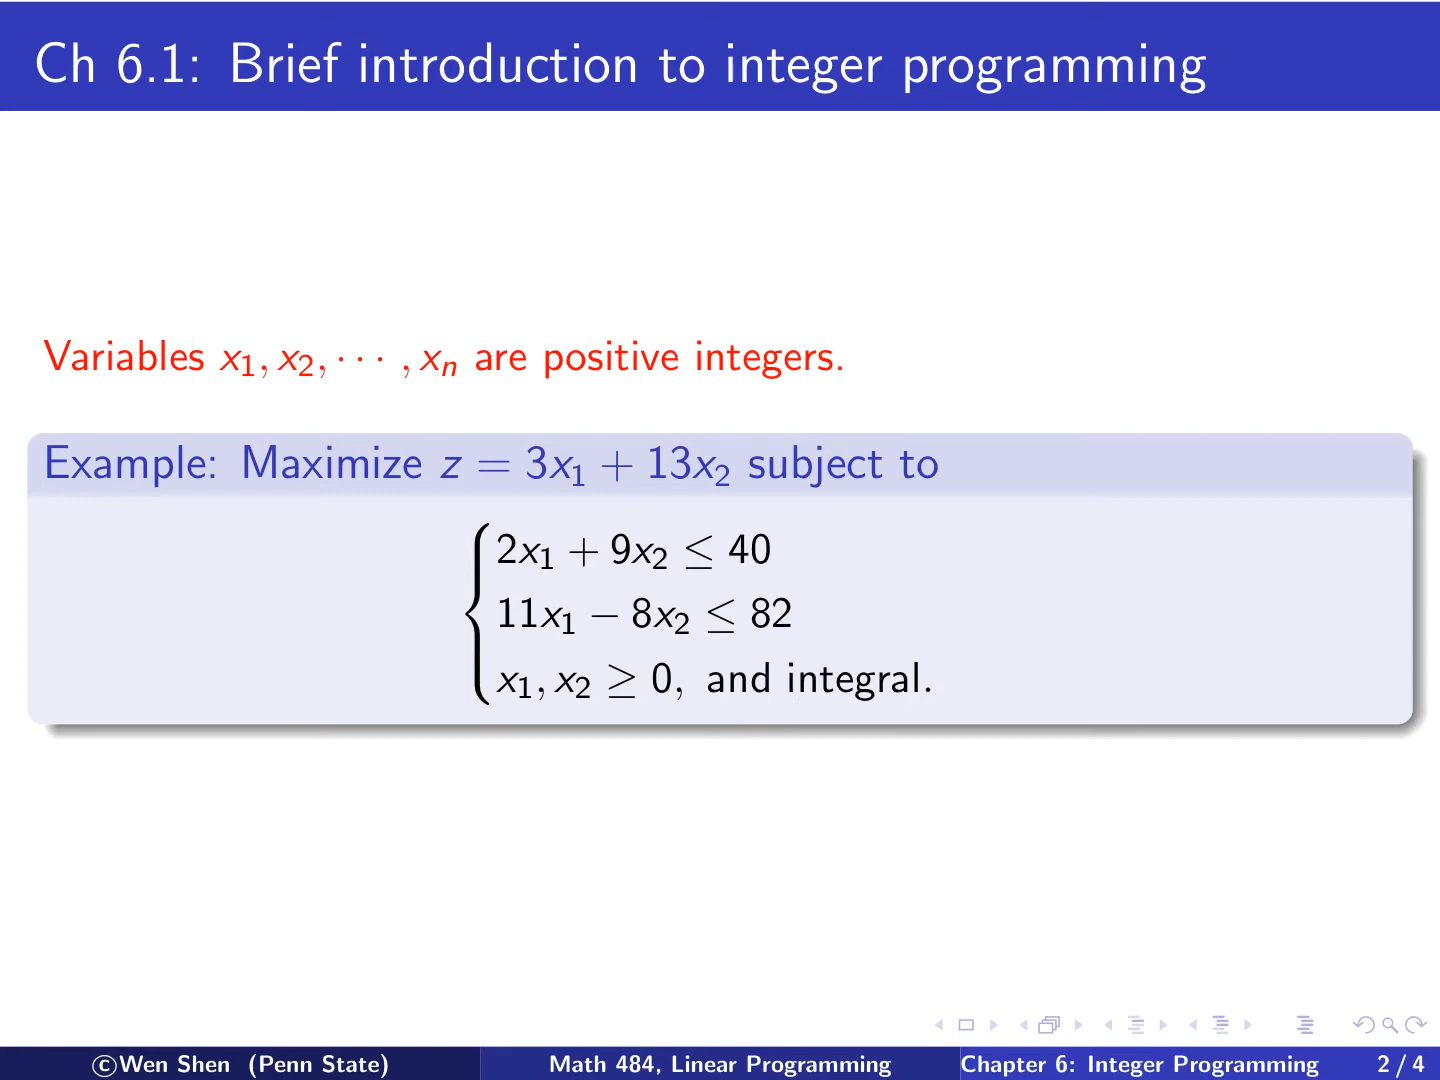 Ch 6.1: Brief introduction to integer programming
Variables x₁, x₂, ⋯ , xₙ are positive integers.
Example: Maximize z = 3x₁ + 13x₂ subject to
2x₁ + 9x₂ ≤ 40
11x₁ − 8x₂ ≤ 82
x₁, x₂ ≥ 0, and integral.
©Wen Shen (Penn State) Math 484, Linear Programming Chapter 6: Integer Programming 2 / 4